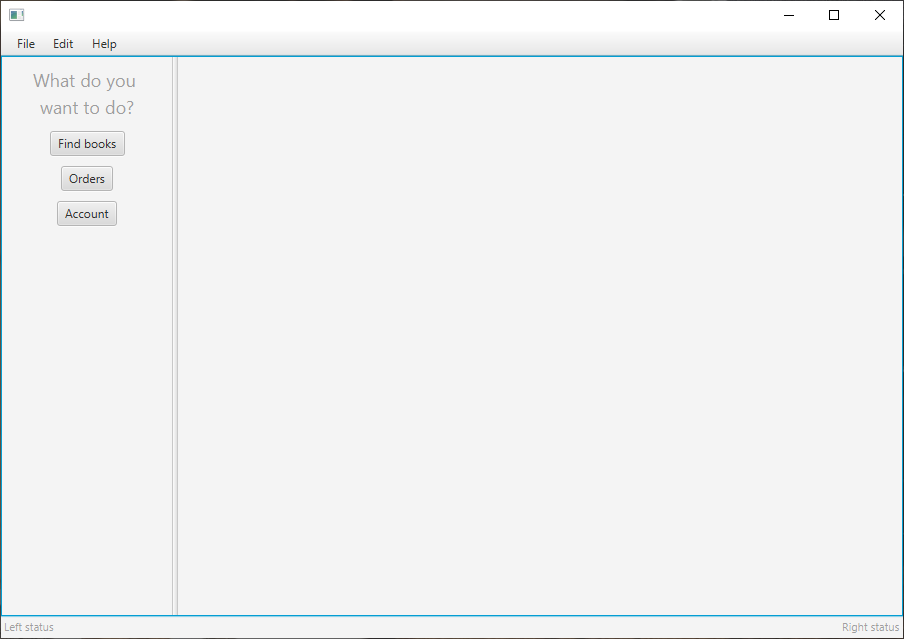 File Edit Help
What do you
want to do?
Find books
Orders
Account
Left status
Right status